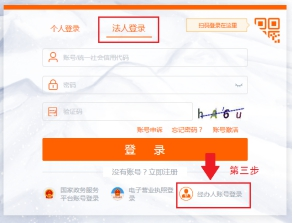 个人登录 法人登录 扫码登录在这里
账号/统一社会信用代码
密码
验证码 hA6u
账号申诉 忘记密码? 账号激活
登 录
没有账号?立即注册 第三步
国家政务服务平台账号登录 电子营业执照登录 经办人账号登录